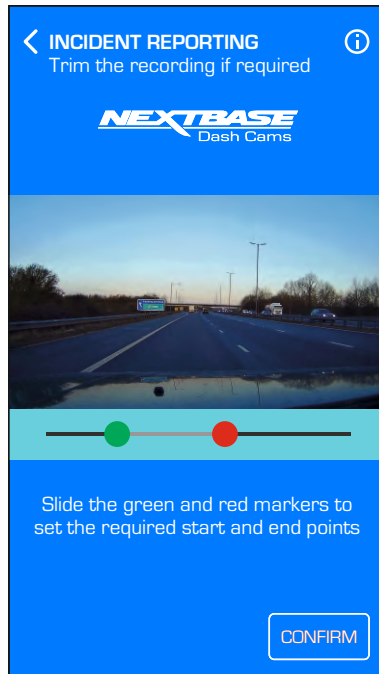 INCIDENT REPORTING
Trim the recording if required
NEXTBASE
Dash Cams
Slide the green and red markers to
set the required start and end points
CONFIRM